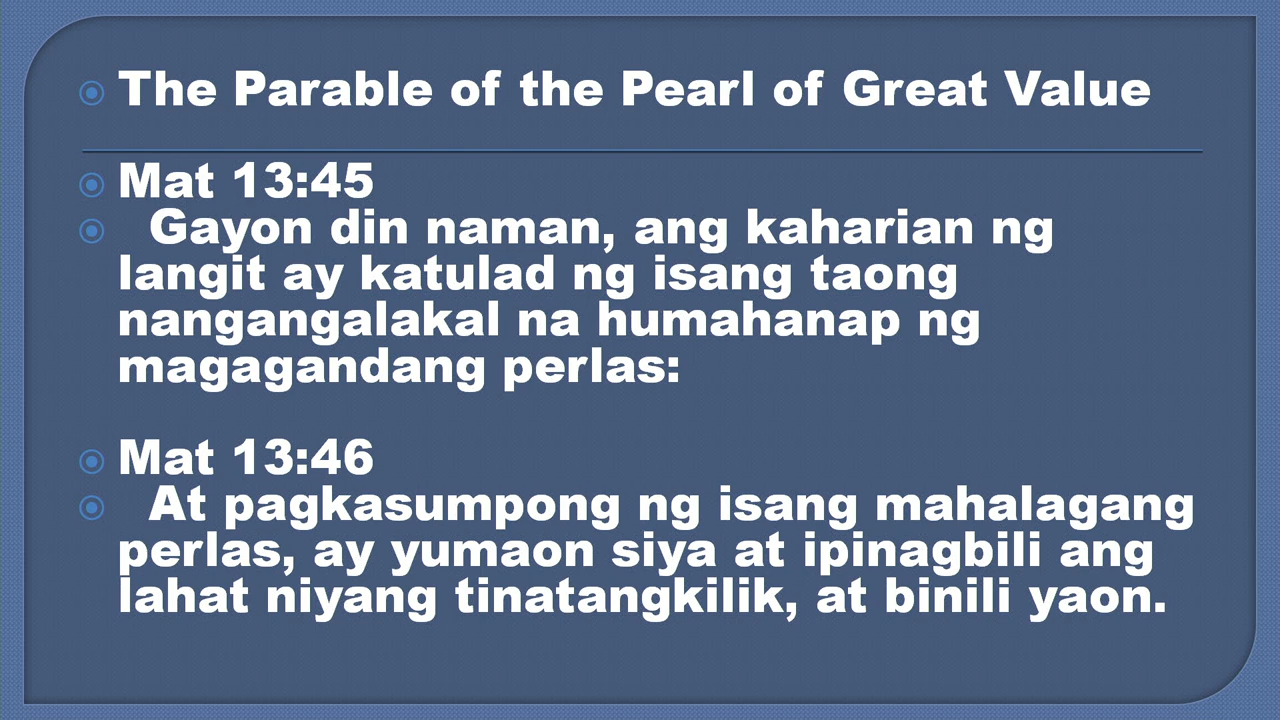 The Parable of the Pearl of Great Value
Mat 13:45
Gayon din naman, ang kaharian ng
langit ay katulad ng isang taong
nangangalakal na humahanap ng
magagandang perlas:
Mat 13:46
At pagkasumpong ng isang mahalagang
perlas, ay yumaon siya at ipinagbili ang
lahat niyang tinatangkilik, at binili yaon.